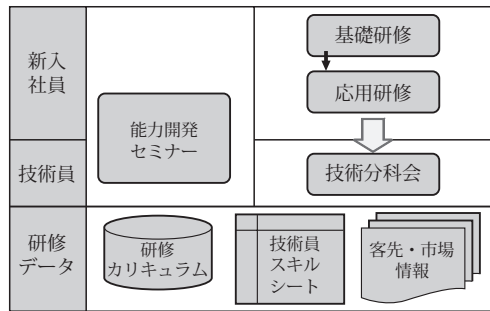 新入
社員
基礎研修
応用研修
能力開発
セミナー
技術員
技術分科会
研修
データ
研修
カリキュラム
技術員
スキル
シート
客先・市場
情報